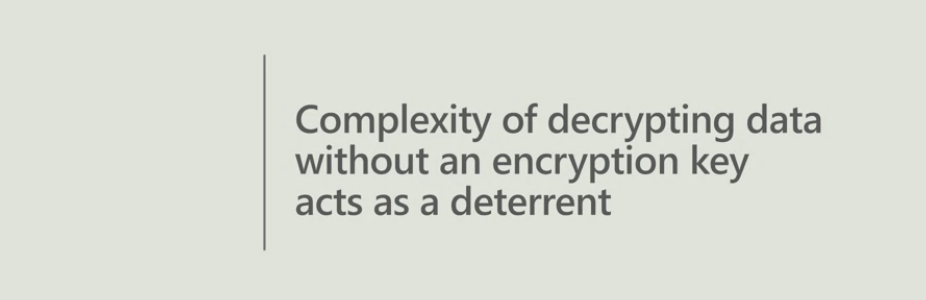 Complexity of decrypting data
without an encryption key
acts as a deterrent